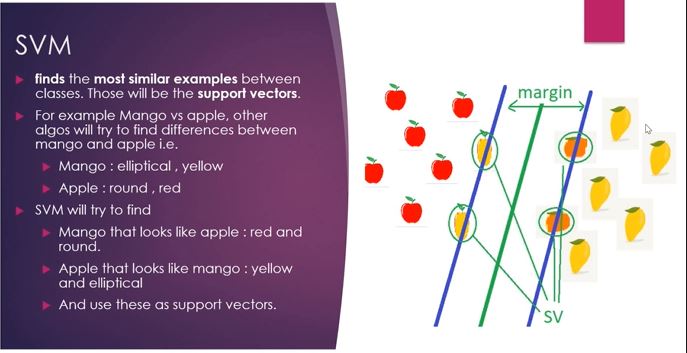 SVM
finds the most similar examples between
classes. Those will be the support vectors.
For example Mango vs apple, other
algos will try to find differences between
mango and apple i.e.
Mango : elliptical , yellow
Apple : round , red
SVM will try to find
Mango that looks like apple : red and
round.
Apple that looks like mango : yellow
and elliptical
And use these as support vectors.
margin
SV